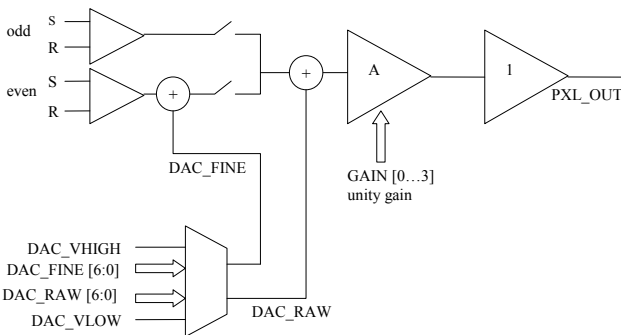 odd
S
R
even
S
R
+
+
A
1
PXL_OUT
DAC_FINE
GAIN [0…3]
unity gain
DAC_VHIGH
DAC_FINE [6:0]
DAC_RAW [6:0]
DAC_VLOW
DAC_RAW